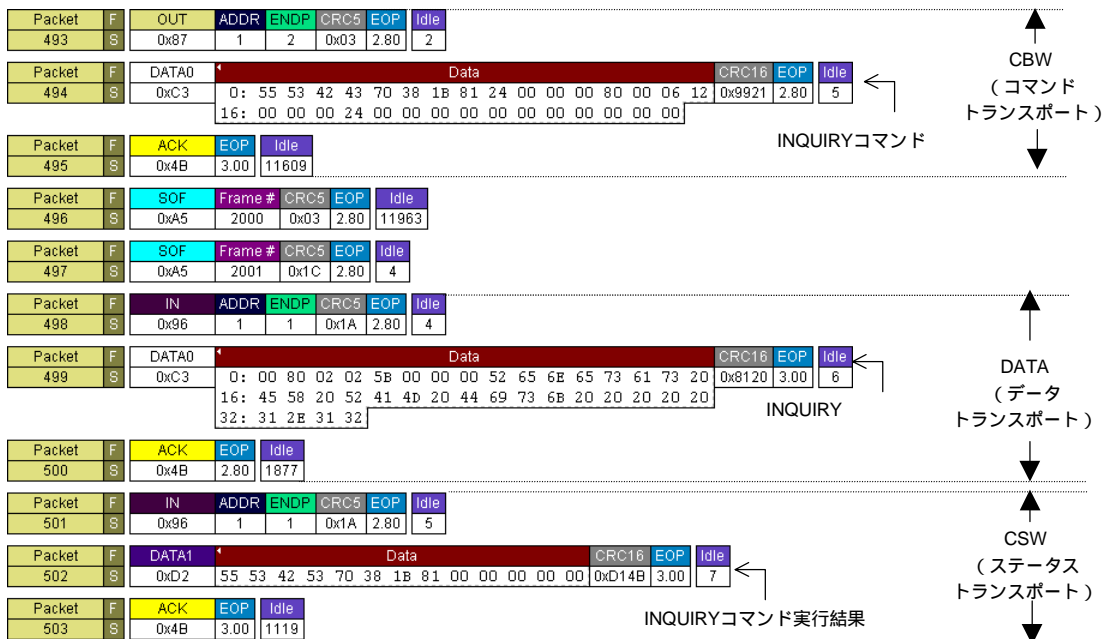 Packet F OUT ADDR ENDP CRC5 EOP Idle
493 S 0x87 1 2 0x03 2.80 2
Packet F DATA0 Data CRC16 EOP Idle
494 S 0xC3 0: 55 53 42 43 70 38 1B 81 24 00 00 00 80 00 06 12 0x9921 2.80 5
16: 00 00 00 24 00 00 00 00 00 00 00 00 00 00 00
INQUIRYコマンド
CBW
(コマンド
トランスポート)
Packet F ACK EOP Idle
495 S 0x4B 3.00 11609
Packet F SOF Frame # CRC5 EOP Idle
496 S 0xA5 2000 0x03 2.80 11963
Packet F SOF Frame # CRC5 EOP Idle
497 S 0xA5 2001 0x1C 2.80 4
Packet F IN ADDR ENDP CRC5 EOP Idle
498 S 0x96 1 1 0x1A 2.80 4
Packet F DATA0 Data CRC16 EOP Idle
499 S 0xC3 0: 00 80 02 02 5B 00 00 00 52 65 6E 65 73 61 73 20 0x8120 3.00 6
16: 45 58 20 52 41 4D 20 44 69 73 6B 20 20 20 20 20
32: 31 2E 31 32
INQUIRY
DATA
(データ
トランスポート)
Packet F ACK EOP Idle
500 S 0x4B 2.80 1877
Packet F IN ADDR ENDP CRC5 EOP Idle
501 S 0x96 1 1 0x1A 2.80 5
Packet F DATA1 Data CRC16 EOP Idle
502 S 0xD2 55 53 42 53 70 38 1B 81 00 00 00 00 00 0xD14B 3.00 7
INQUIRYコマンド実行結果
CSW
(ステータス
トランスポート)
Packet F ACK EOP Idle
503 S 0x4B 3.00 1119